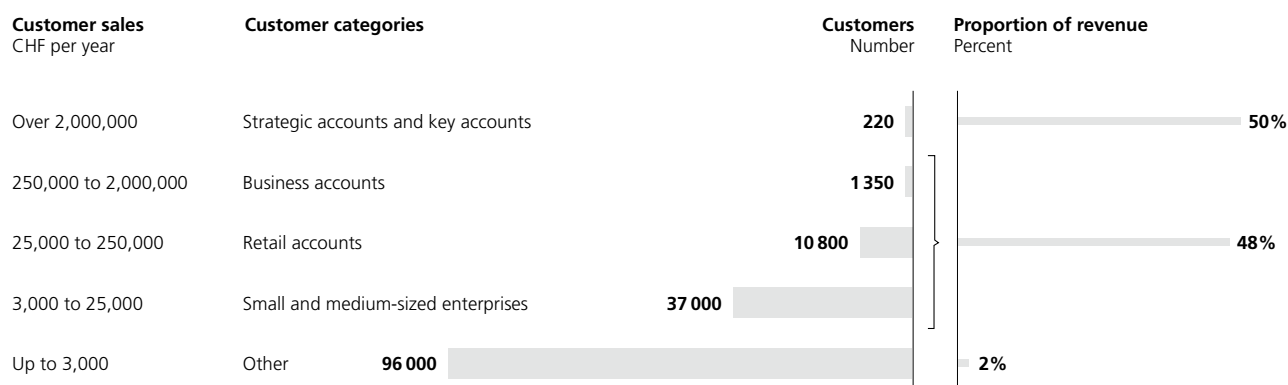 Customer sales Customer categories Customers Proportion of revenue
CHF per year Number Percent
Over 2,000,000 Strategic accounts and key accounts 220 50%
250,000 to 2,000,000 Business accounts 1 350
25,000 to 250,000 Retail accounts 10 800 48%
3,000 to 25,000 Small and medium-sized enterprises 37 000
Up to 3,000 Other 96 000 2%